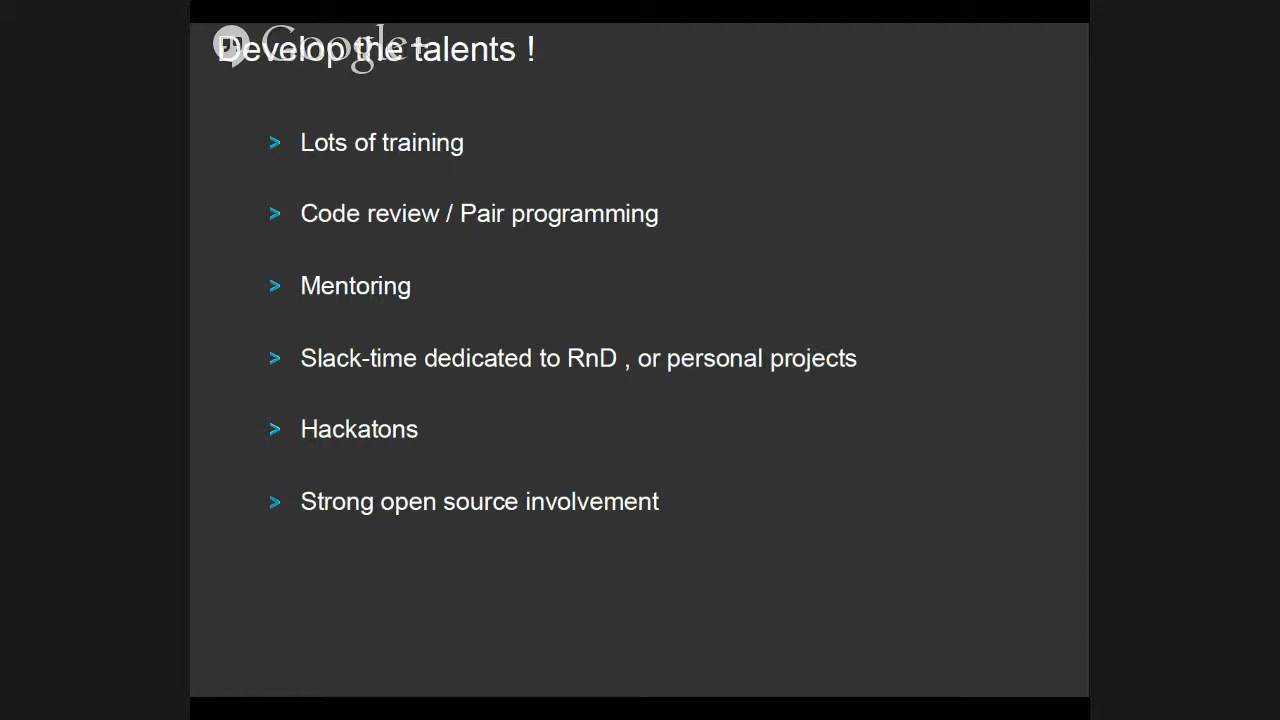 Google+
Develop the talents !
> Lots of training
> Code review / Pair programming
> Mentoring
> Slack-time dedicated to RnD , or personal projects
> Hackatons
> Strong open source involvement